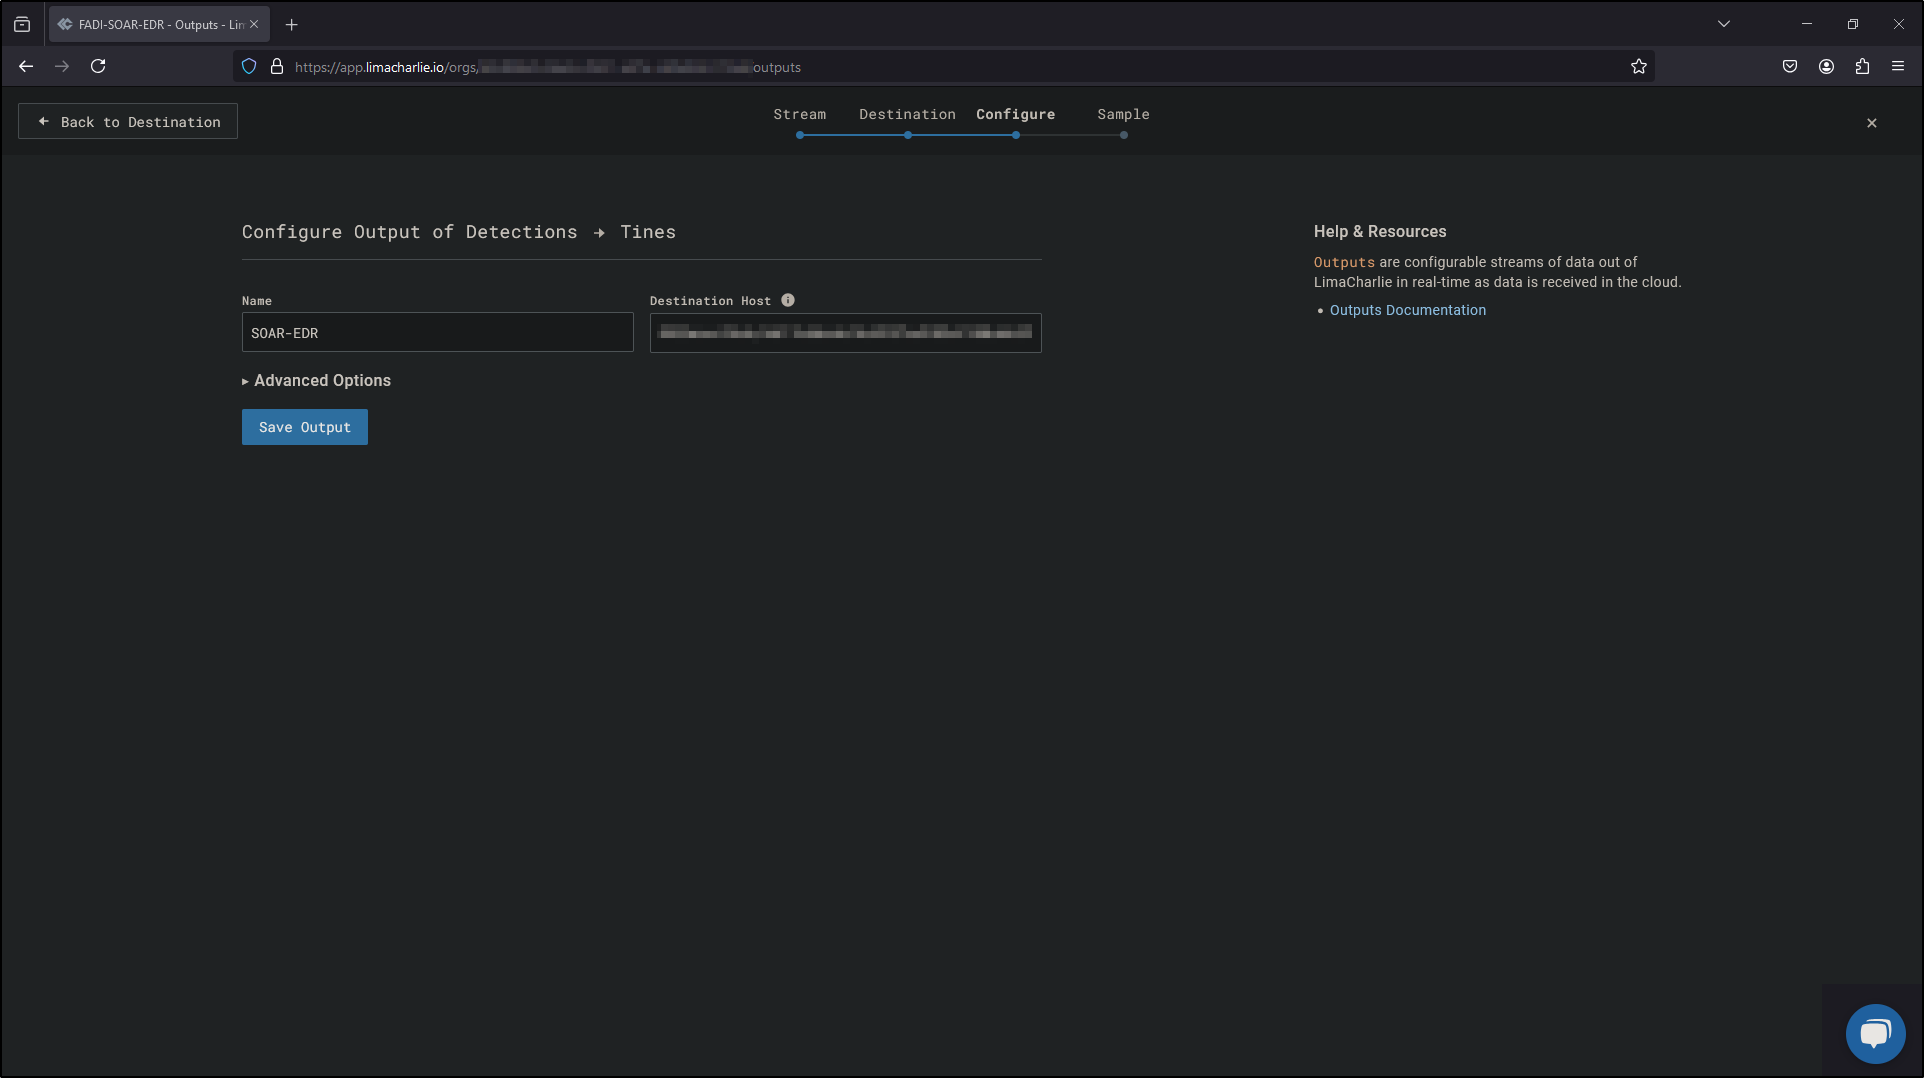 FADI-SOAR-EDR - Outputs - Lin
https://app.limacharlie.io/orgs/ outputs
Back to Destination
Stream
Destination
Configure
Sample
Configure Output of Detections → Tines
Name
Destination Host
SOAR-EDR
Advanced Options
Save Output
Help & Resources
Outputs are configurable streams of data out of
LimaCharlie in real-time as data is received in the cloud.
• Outputs Documentation